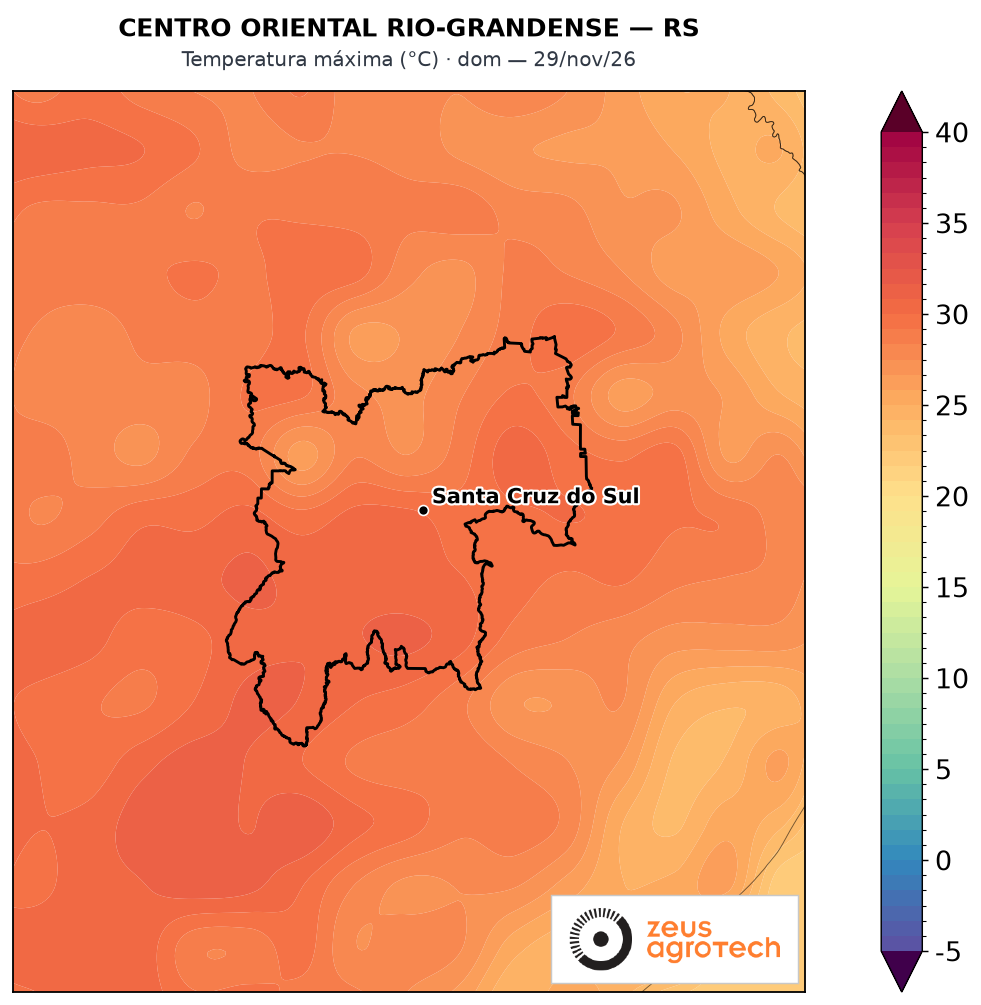 CENTRO ORIENTAL RIO-GRANDENSE — RS
Temperatura máxima (°C) · dom — 29/nov/26
Santa Cruz do Sul
40
35
30
25
20
15
10
5
0
-5
zeus
agrotech